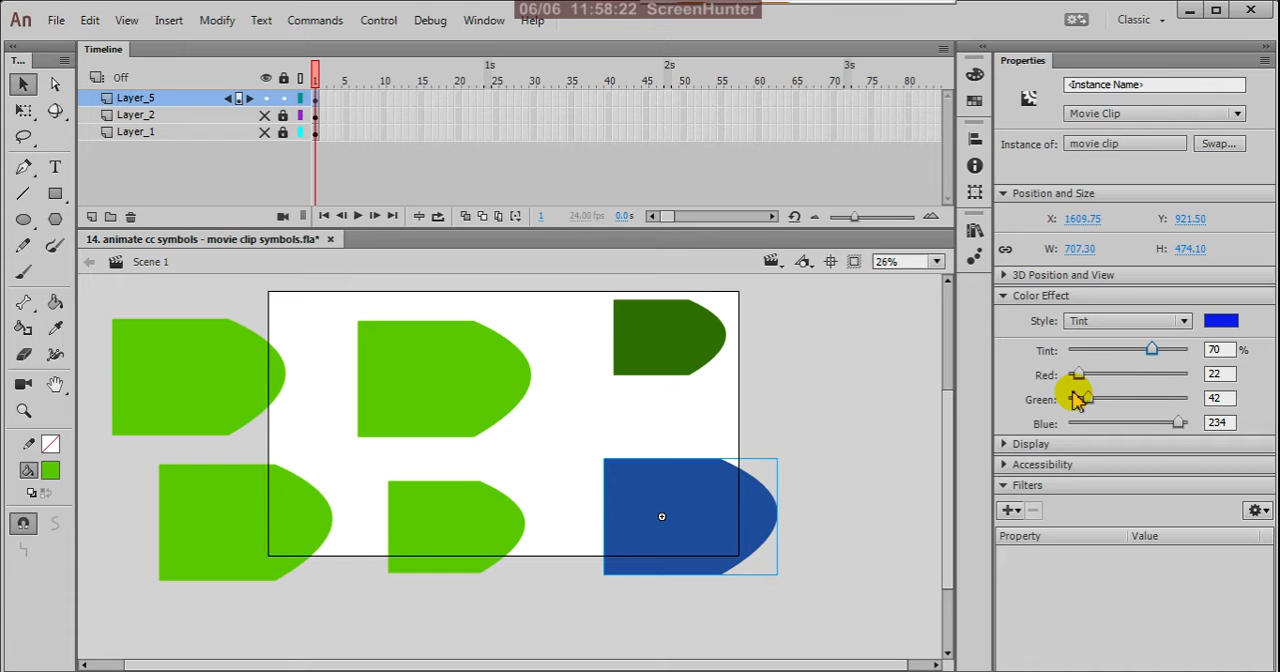 06/06 11:58:22 ScreenHunter
An File Edit View Insert Modify Text Commands Control Debug Window Help Classic
T... Timeline Properties
Off 1s 2s 3s
1 5 10 15 20 25 30 35 40 45 50 55 60 65 70 75 80
<Instance Name>
Layer_5
Layer_2 Movie Clip
Layer_1
Instance of: movie clip Swap...
Position and Size
1 24.00 fps 0.0s X: 1609.75 Y: 921.50
14. animate cc symbols - movie clip symbols.fla* W: 707.30 H: 474.10
Scene 1 26%
3D Position and View
Color Effect
Style: Tint
Tint: 70 %
Red: 22
Green: 42
Blue: 234
Display
Accessibility
Filters
Property Value